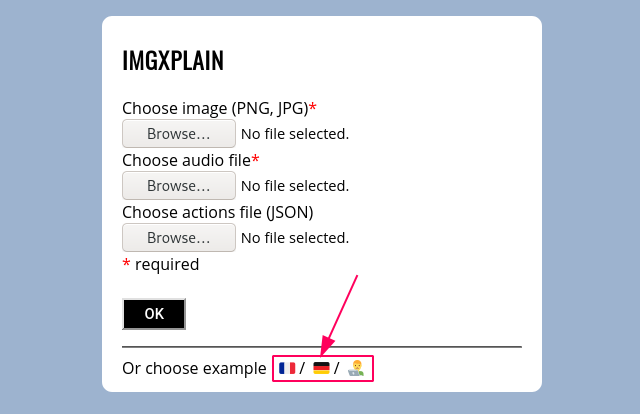 IMGXPLAIN
Choose image (PNG, JPG)*
Browse... No file selected.
Choose audio file*
Browse... No file selected.
Choose actions file (JSON)
Browse... No file selected.
* required
OK
Or choose example 🇫🇷 / 🇩🇪 / 👨‍💻